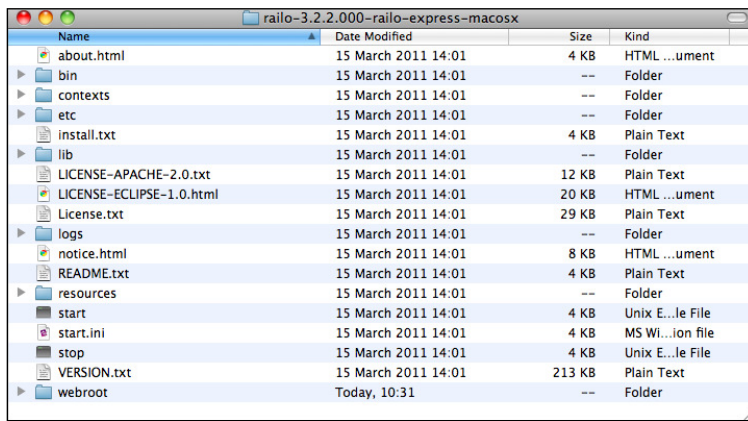 railo-3.2.2.000-railo-express-macosx
Name Date Modified Size Kind
about.html 15 March 2011 14:01 4 KB HTML ...ument
bin 15 March 2011 14:01 -- Folder
contexts 15 March 2011 14:01 -- Folder
etc 15 March 2011 14:01 -- Folder
install.txt 15 March 2011 14:01 4 KB Plain Text
lib 15 March 2011 14:01 -- Folder
LICENSE-APACHE-2.0.txt 15 March 2011 14:01 12 KB Plain Text
LICENSE-ECLIPSE-1.0.html 15 March 2011 14:01 20 KB HTML ...ument
License.txt 15 March 2011 14:01 29 KB Plain Text
logs 15 March 2011 14:01 -- Folder
notice.html 15 March 2011 14:01 8 KB HTML ...ument
README.txt 15 March 2011 14:01 4 KB Plain Text
resources 15 March 2011 14:01 -- Folder
start 15 March 2011 14:01 4 KB Unix E...le File
start.ini 15 March 2011 14:01 4 KB MS Wi...ion file
stop 15 March 2011 14:01 4 KB Unix E...le File
VERSION.txt 15 March 2011 14:01 213 KB Plain Text
webroot Today, 10:31 -- Folder